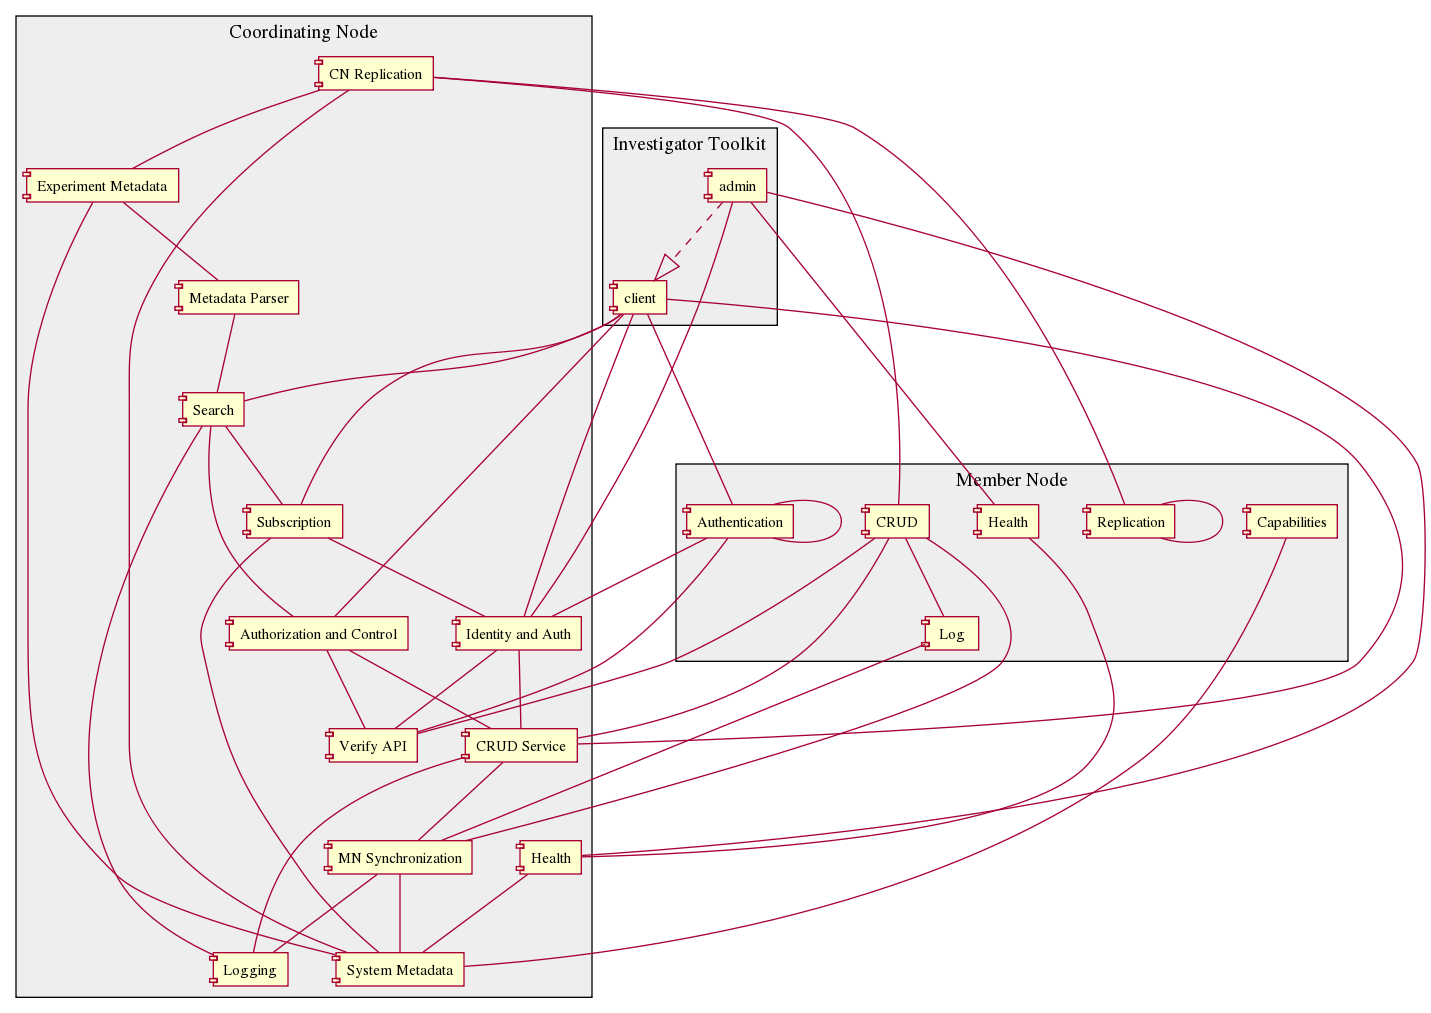 Coordinating Node
CN Replication
Investigator Toolkit
Experiment Metadata
admin
Metadata Parser
client
Search
Member Node
Subscription
Authentication
CRUD
Health
Replication
Capabilities
Authorization and Control
Identity and Auth
Log
Verify API
CRUD Service
MN Synchronization
Health
Logging
System Metadata